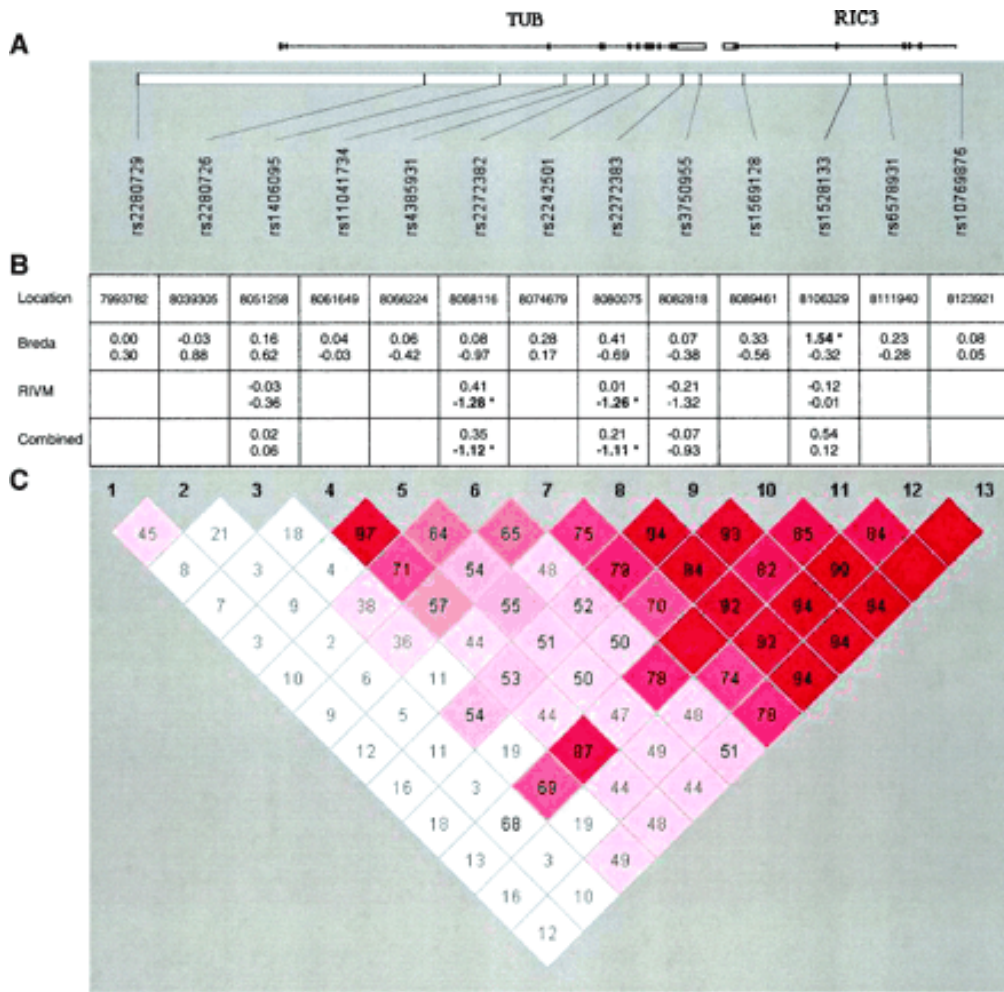 TUB RIC3
A
rs2280729 rs2280726 rs1406095 rs11041734 rs4385931 rs2272382 rs2242501 rs2272383 rs3750955 rs1569128 rs1528133 rs6578931 rs10769876
B
Location 7993782 8039305 8051258 8061649 8066224 8068116 8074679 8080075 8082818 8089461 8106329 8111940 8123921
Breda
0.00 -0.03 0.16 0.04 0.06 0.08 0.28 0.41 0.07 0.33 1.54 * 0.23 0.08
0.30 0.88 0.62 -0.03 -0.42 -0.97 0.17 -0.69 -0.38 -0.56 -0.32 -0.28 0.05
RIVM
-0.03 0.41 0.01 -0.21 -0.12
-0.36 -1.28 * -1.26 * -1.32 -0.01
Combined
0.02 0.35 0.21 -0.07 0.54
0.06 -1.12 * -1.11 * -0.93 0.12
C
1 2 3 4 5 6 7 8 9 10 11 12 13
45 21 18 64 65 75 94 93 85 84
8 3 4 71 54 48 79 84 82 99
7 9 38 57 55 52 70 92 94 94
3 2 36 44 51 50 92 94
10 6 11 53 50 78 74 94
9 5 54 44 47 48 78
12 11 19 87 49 51
16 3 69 44 44
18 68 19 48
13 3 49
16 10
12